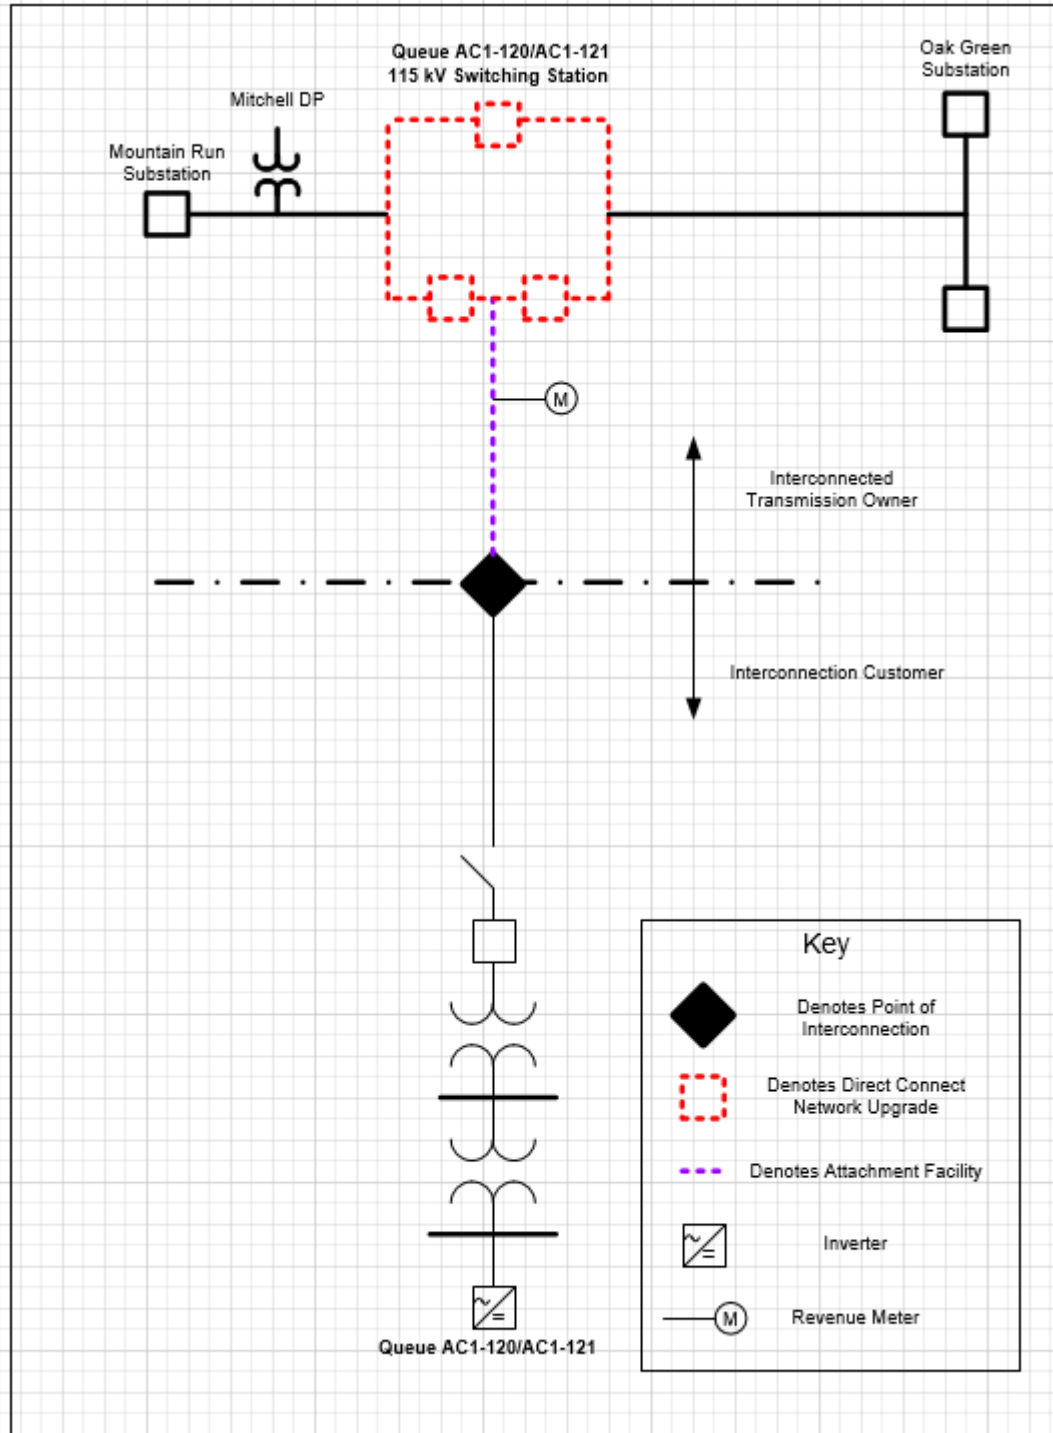 Queue AC1-120/AC1-121
115 kV Switching Station
Oak Green
Substation
Mitchell DP
Mountain Run
Substation
M
Interconnected
Transmission Owner
Interconnection Customer
Key
Denotes Point of
Interconnection
Denotes Direct Connect
Network Upgrade
Denotes Attachment Facility
Inverter
M
Revenue Meter
Queue AC1-120/AC1-121